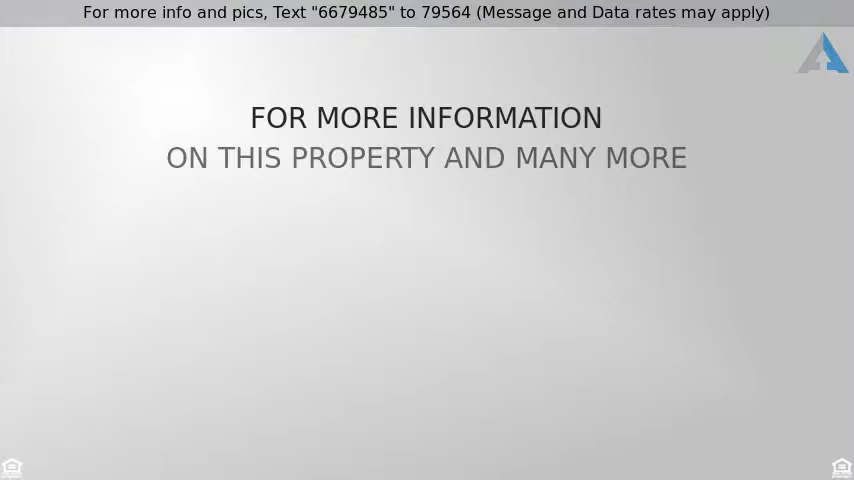 For more info and pics, Text "6679485" to 79564 (Message and Data rates may apply)
FOR MORE INFORMATION
ON THIS PROPERTY AND MANY MORE